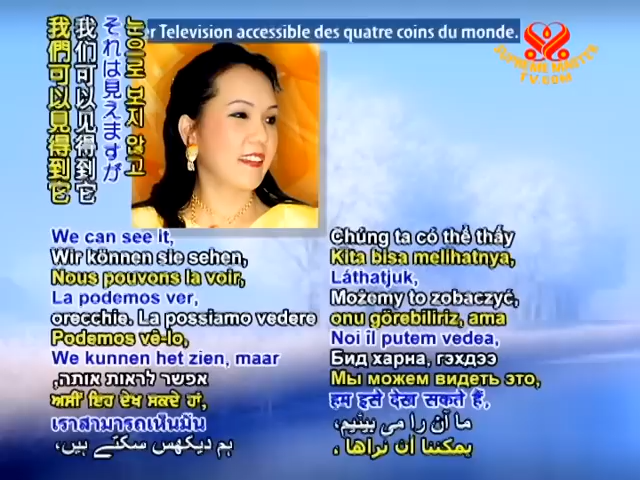 er Television accessible des quatre coins du monde.
SUPREME MASTER
TV.COM
눈으로 보지 않고
それは見えますが
我们可以见得到它
我們可以見得到它
We can see it,
Wir können sie sehen,
Nous pouvons la voir,
La podemos ver,
orecchie. La possiamo vedere
Podemos vê-lo,
We kunnen het zien, maar
אפשר לראות אותה,
ਅਸੀਂ ਇਹ ਦੇਖ ਸਕਦੇ ਹਾਂ,
เราสามารถเห็นมัน
ہم دیکھس سکتے ہیں،
Chúng ta có thể thấy
Kita bisa melihatnya,
Láthatjuk,
Możemy to zobaczyć,
onu görebiliriz, ama
Noi îl putem vedea,
Бид харна, гэхдээ
Мы можем видеть это,
हम इसे देख सकते हैं,
ما آن را می بینیم،
يمكننا أن نراها ،